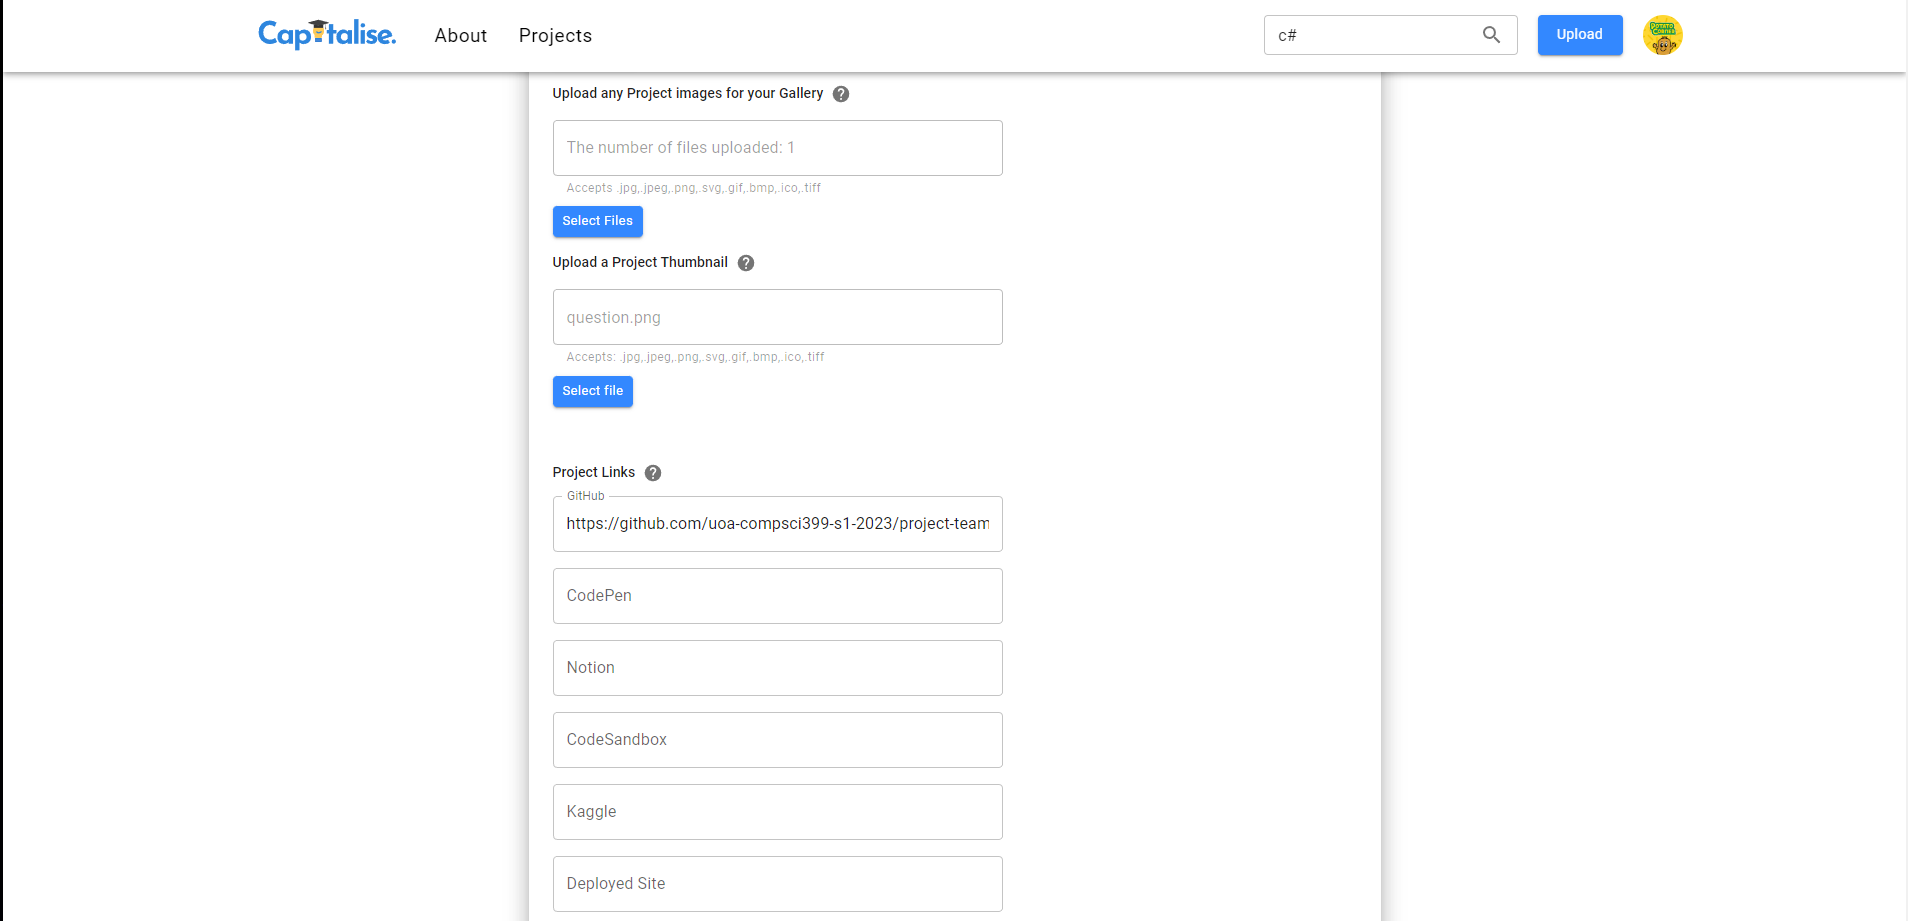 Capitalise.
About
Projects
c#
Upload
POTATO CORNER
Upload any Project images for your Gallery
The number of files uploaded: 1
Accepts .jpg,.jpeg,.png,.svg,.gif,.bmp,.ico,.tiff
Select Files
Upload a Project Thumbnail
question.png
Accepts: .jpg,.jpeg,.png,.svg,.gif,.bmp,.ico,.tiff
Select file
Project Links
GitHub
https://github.com/uoa-compsci399-s1-2023/project-team
CodePen
Notion
CodeSandbox
Kaggle
Deployed Site